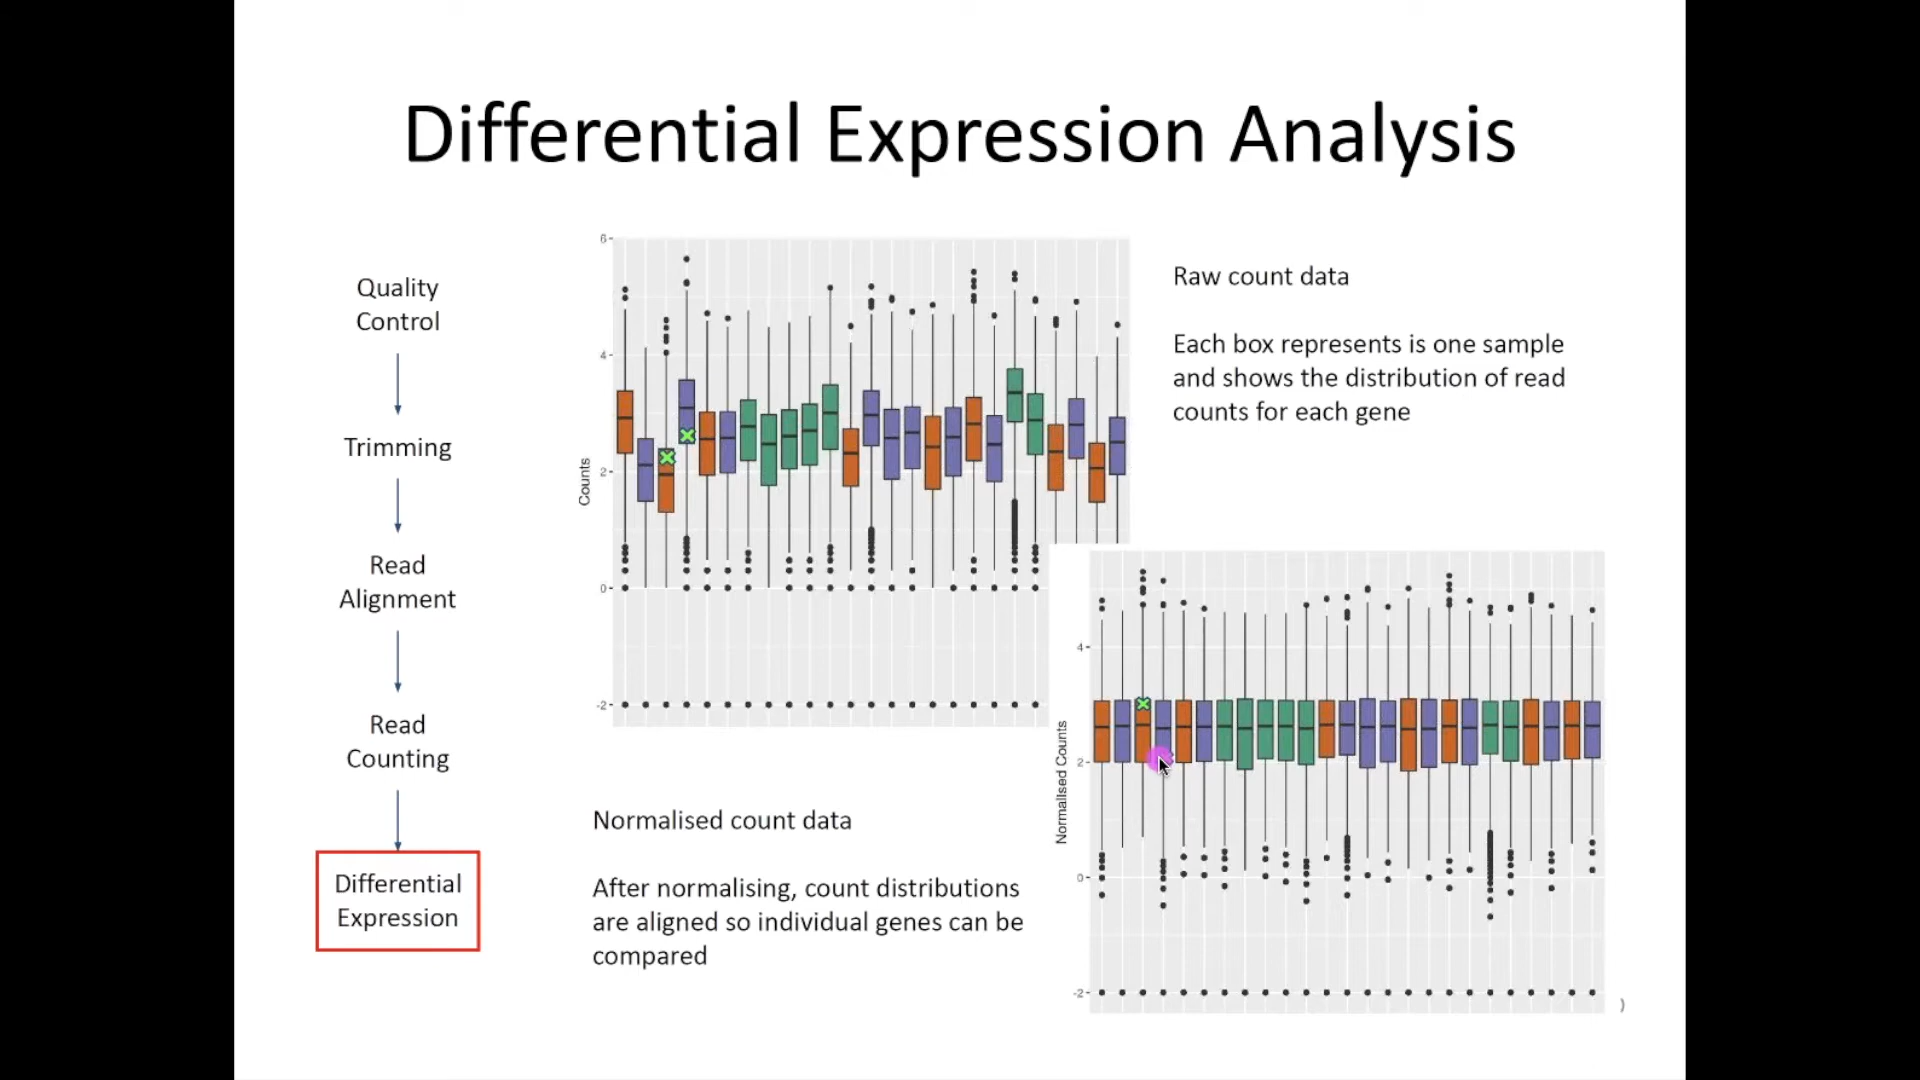 Differential Expression Analysis
Quality
Control
Trimming
Read
Alignment
Read
Counting
Differential
Expression
6
4
2
0
-2
Counts
Raw count data
Each box represents is one sample
and shows the distribution of read
counts for each gene
Normalised count data
After normalising, count distributions
are aligned so individual genes can be
compared
4
2
0
-2
Normalised Counts
)